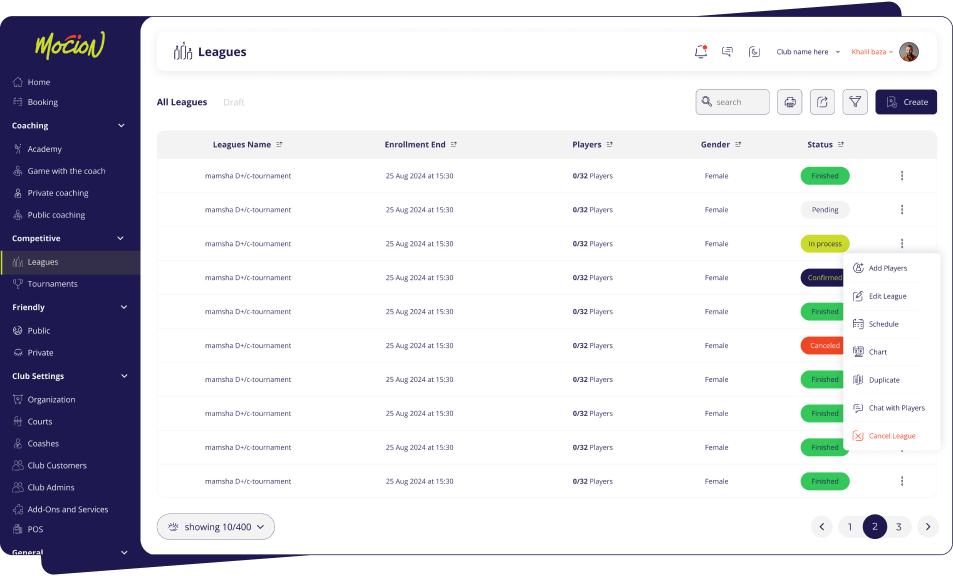 Mocion
Home
Booking
Coaching
Academy
Game with the coach
Private coaching
Public coaching
Competitive
Leagues
Tournaments
Friendly
Public
Private
Club Settings
Organization
Courts
Coashes
Club Customers
Club Admins
Add-Ons and Services
POS
General
Leagues
Club name here
Khalil baza
All Leagues Draft
search
Create
Leagues Name Enrollment End Players Gender Status
mamsha D+/c-tournament 25 Aug 2024 at 15:30 0/32 Players Female Finished
mamsha D+/c-tournament 25 Aug 2024 at 15:30 0/32 Players Female Pending
mamsha D+/c-tournament 25 Aug 2024 at 15:30 0/32 Players Female In process
mamsha D+/c-tournament 25 Aug 2024 at 15:30 0/32 Players Female Confirmed
mamsha D+/c-tournament 25 Aug 2024 at 15:30 0/32 Players Female Finished
mamsha D+/c-tournament 25 Aug 2024 at 15:30 0/32 Players Female Canceled
mamsha D+/c-tournament 25 Aug 2024 at 15:30 0/32 Players Female Finished
mamsha D+/c-tournament 25 Aug 2024 at 15:30 0/32 Players Female Finished
mamsha D+/c-tournament 25 Aug 2024 at 15:30 0/32 Players Female Finished
mamsha D+/c-tournament 25 Aug 2024 at 15:30 0/32 Players Female Finished
Add Players
Edit League
Schedule
Chart
Duplicate
Chat with Players
Cancel League
showing 10/400
1 2 3